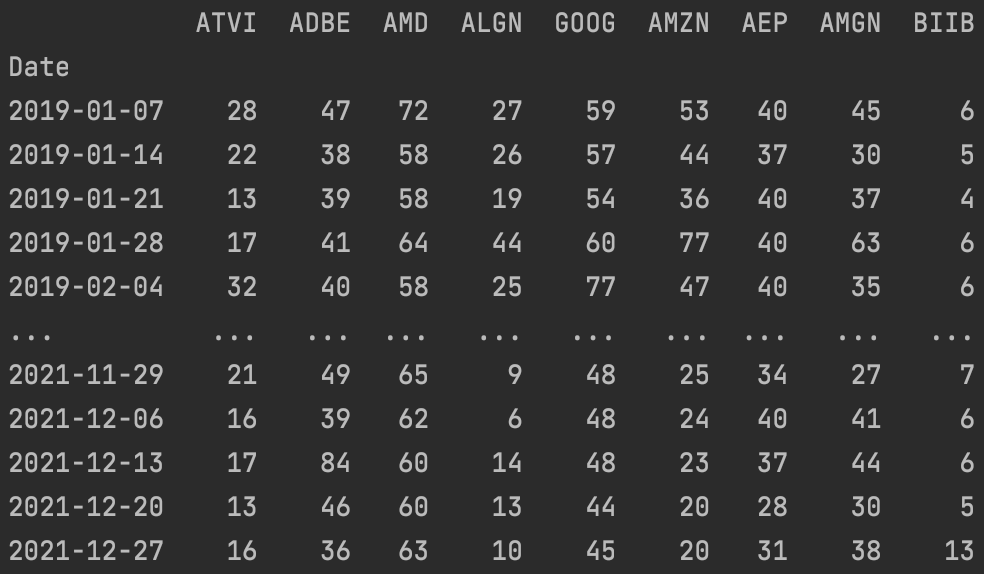 ATVI ADBE AMD ALGN GOOG AMZN AEP AMGN BIIB
Date
2019-01-07 28 47 72 27 59 53 40 45 6
2019-01-14 22 38 58 26 57 44 37 30 5
2019-01-21 13 39 58 19 54 36 40 37 4
2019-01-28 17 41 64 44 60 77 40 63 6
2019-02-04 32 40 58 25 77 47 40 35 6
... ... ... ... ... ... ... ... ... ...
2021-11-29 21 49 65 9 48 25 34 27 7
2021-12-06 16 39 62 6 48 24 40 41 6
2021-12-13 17 84 60 14 48 23 37 44 6
2021-12-20 13 46 60 13 44 20 28 30 5
2021-12-27 16 36 63 10 45 20 31 38 13